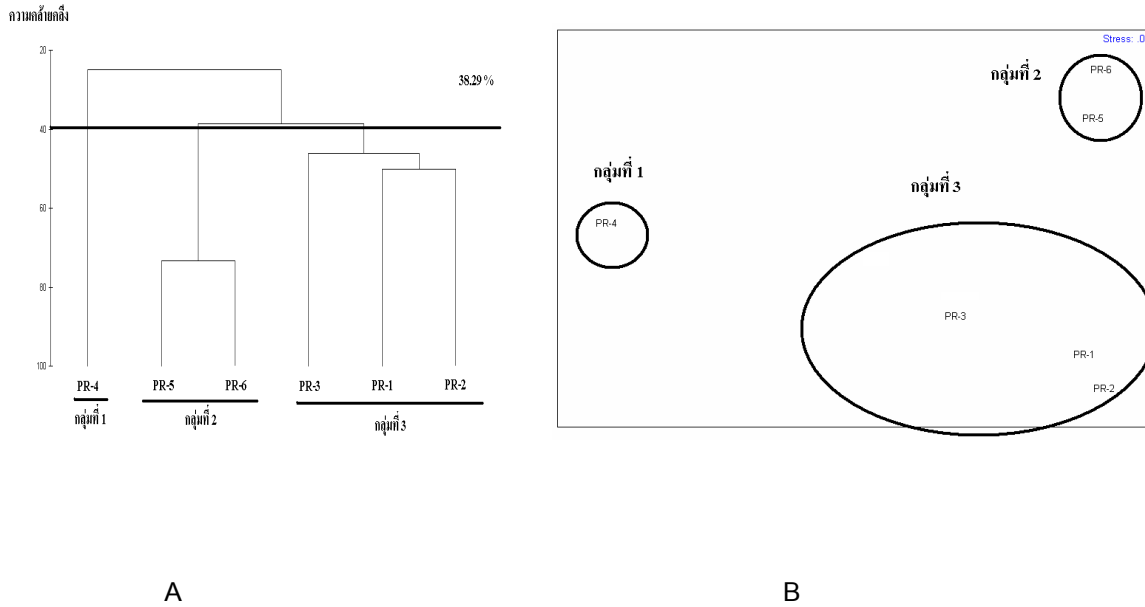 ความคล้ายคลึง
20
40
60
80
100
38.29 %
PR-4 PR-5 PR-6 PR-3 PR-1 PR-2
กลุ่มที่ 1 กลุ่มที่ 2 กลุ่มที่ 3
Stress: .0
กลุ่มที่ 2
PR-6
PR-5
กลุ่มที่ 1
PR-4
กลุ่มที่ 3
PR-3
PR-1
PR-2
A B